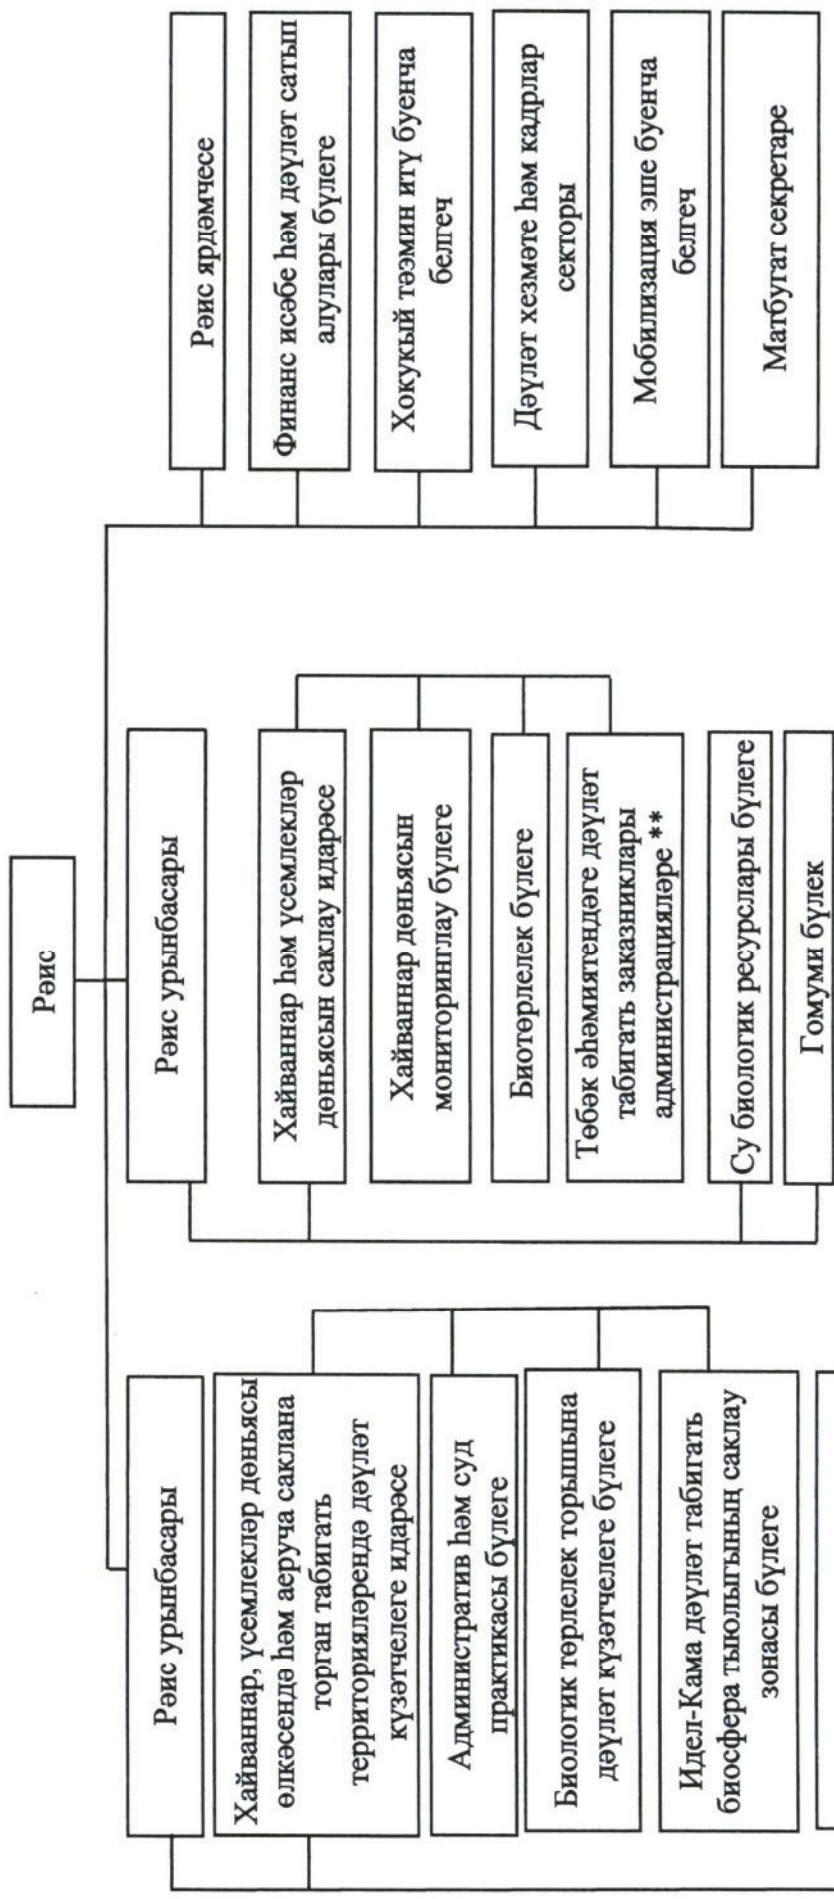 Рәис
Рәис урынбасары
Хайваннар, үсемлекләр дөньясы
өлкәсендә һәм аеруча саклана
торган табигать
территорияләрендә дәүләт
күзәтчелеге идарәсе
Административ һәм суд
практикасы бүлеге
Биологик төрлелек торышына
дәүләт күзәтчелеге бүлеге
Идел-Кама дәүләт табигать
биосфера тыюлыгының саклау
зонасы бүлеге
Рәис урынбасары
Хайваннар һәм үсемлекләр
дөньясын саклау идарәсе
Хайваннар дөньясын
мониторинглау бүлеге
Биотөрлелек бүлеге
Төбәк әһәмиятендәге дәүләт
табигать заказниклары
администрацияләре **
Су биологик ресурслары бүлеге
Гомуми бүлек
Рәис ярдәмчесе
Финанс исәбе һәм дәүләт сатып
алулары бүлеге
Хокукый тәэмин итү буенча
белгеч
Дәүләт хезмәте һәм кадрлар
секторы
Мобилизация эше буенча
белгеч
Матбугат секретаре